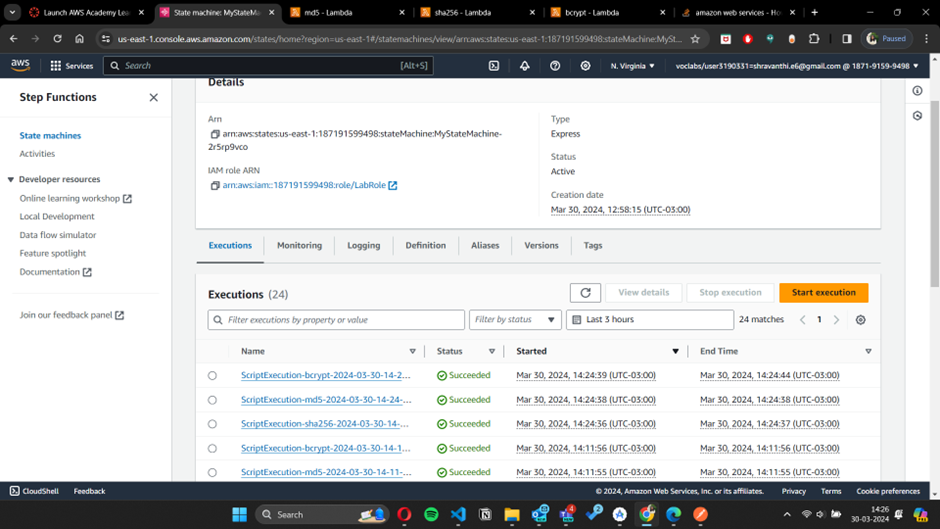 Launch AWS Academy Lea
State machine: MyStateM
md5 - Lambda
sha256 - Lambda
bcrypt - Lambda
amazon web services - Ho
us-east-1.console.aws.amazon.com/states/home?region=us-east-1#/statemachines/view/arn:aws:states:us-east-1:187191599498:stateMachine:MySt...
Paused
aws
Services
Search
[Alt+S]
N. Virginia
voclabs/user3190331=shravanthi.e6@gmail.com @ 1871-9159-9498
Step Functions
State machines
Activities
Developer resources
Online learning workshop
Local Development
Data flow simulator
Feature spotlight
Documentation
Join our feedback panel
Details
Arn
arn:aws:states:us-east-1:187191599498:stateMachine:MyStateMachine-
2r5rp9vco
IAM role ARN
arn:aws:iam::187191599498:role/LabRole
Type
Express
Status
Active
Creation date
Mar 30, 2024, 12:58:15 (UTC-03:00)
Executions
Monitoring
Logging
Definition
Aliases
Versions
Tags
Executions (24)
View details
Stop execution
Start execution
Filter executions by property or value
Filter by status
Last 3 hours
24 matches
1
Name
Status
Started
End Time
ScriptExecution-bcrypt-2024-03-30-14-2... Succeeded Mar 30, 2024, 14:24:39 (UTC-03:00) Mar 30, 2024, 14:24:44 (UTC-03:00)
ScriptExecution-md5-2024-03-30-14-24-... Succeeded Mar 30, 2024, 14:24:38 (UTC-03:00) Mar 30, 2024, 14:24:38 (UTC-03:00)
ScriptExecution-sha256-2024-03-30-14-... Succeeded Mar 30, 2024, 14:24:36 (UTC-03:00) Mar 30, 2024, 14:24:37 (UTC-03:00)
ScriptExecution-bcrypt-2024-03-30-14-1... Succeeded Mar 30, 2024, 14:11:56 (UTC-03:00) Mar 30, 2024, 14:11:56 (UTC-03:00)
ScriptExecution-md5-2024-03-30-14-11-... Succeeded Mar 30, 2024, 14:11:55 (UTC-03:00) Mar 30, 2024, 14:11:55 (UTC-03:00)
CloudShell
Feedback
© 2024, Amazon Web Services, Inc. or its affiliates.
Privacy
Terms
Cookie preferences
Search
14:26
30-03-2024